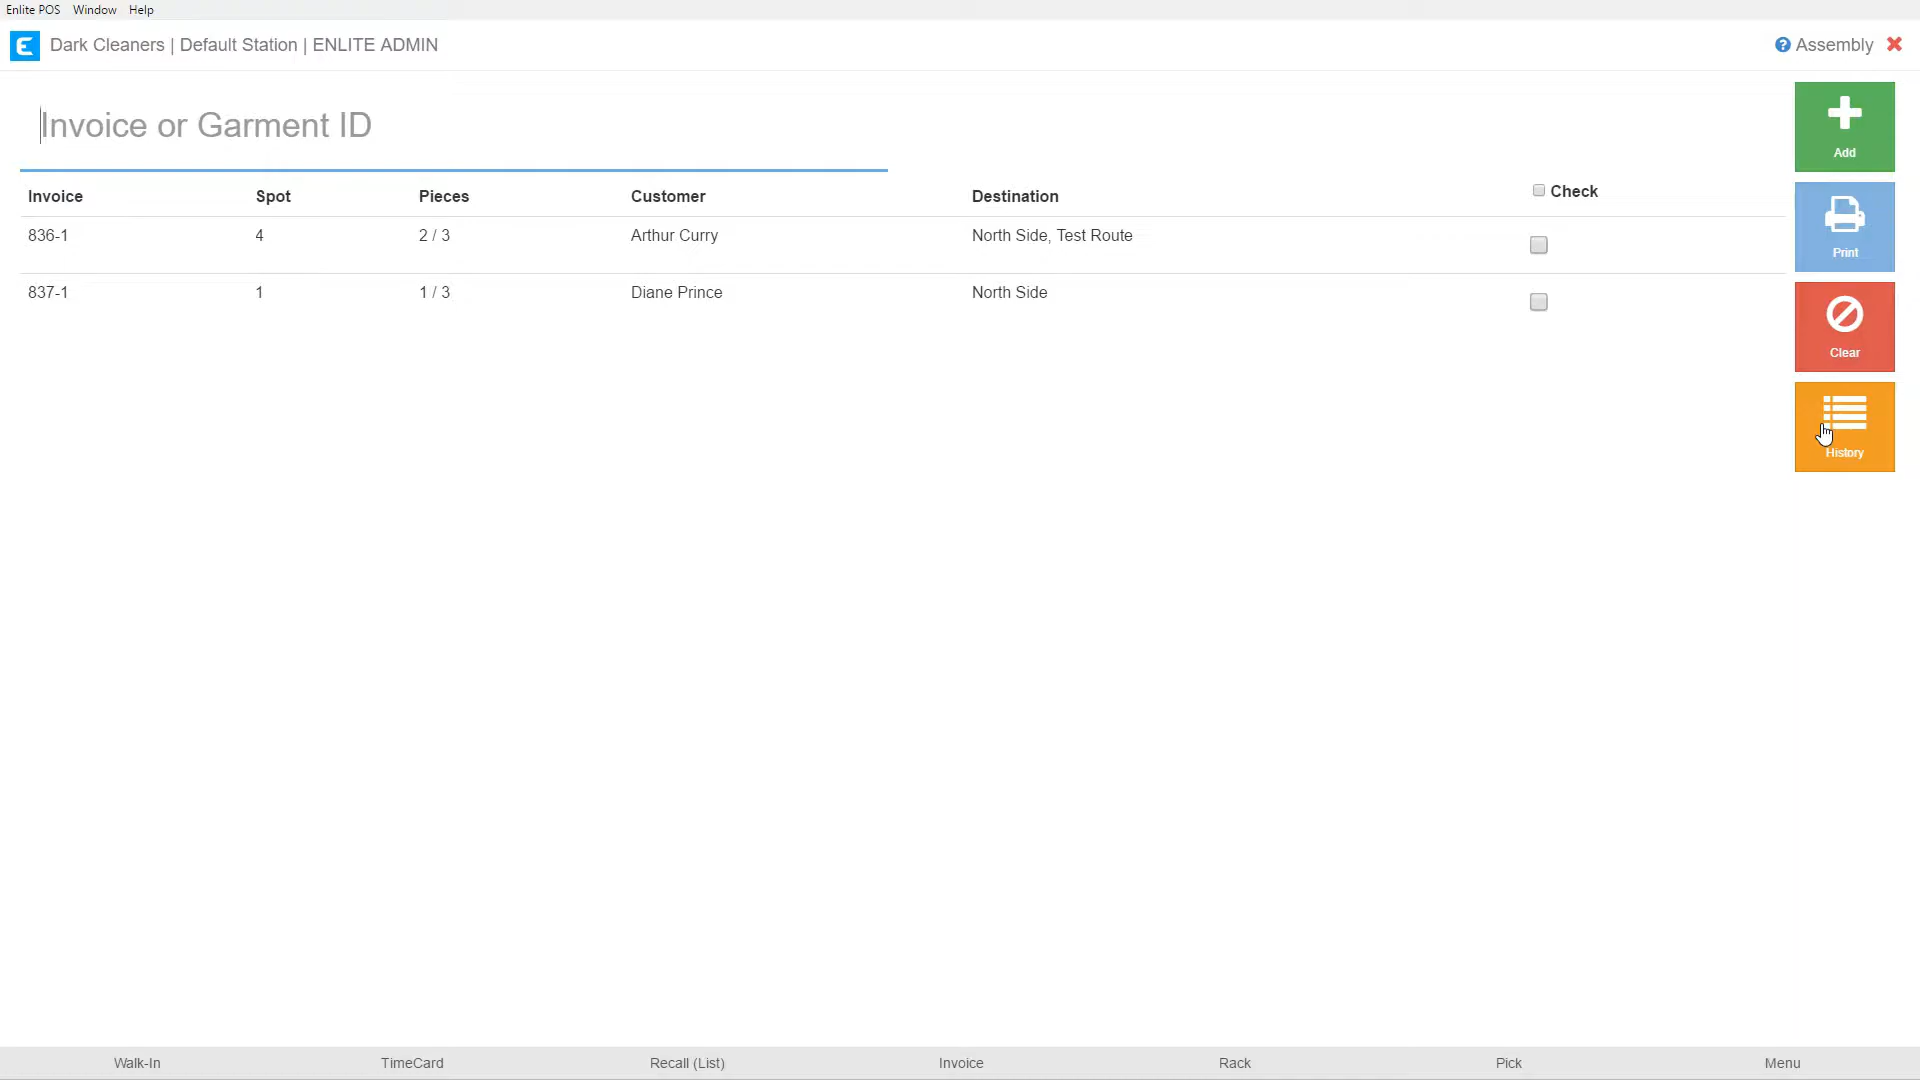 Enlite POS Window Help
E Dark Cleaners | Default Station | ENLITE ADMIN ? Assembly
Invoice or Garment ID
Add
Invoice Spot Pieces Customer Destination Check
836-1 4 2 / 3 Arthur Curry North Side, Test Route
Print
837-1 1 1 / 3 Diane Prince North Side
Clear
History
Walk-In TimeCard Recall (List) Invoice Rack Pick Menu